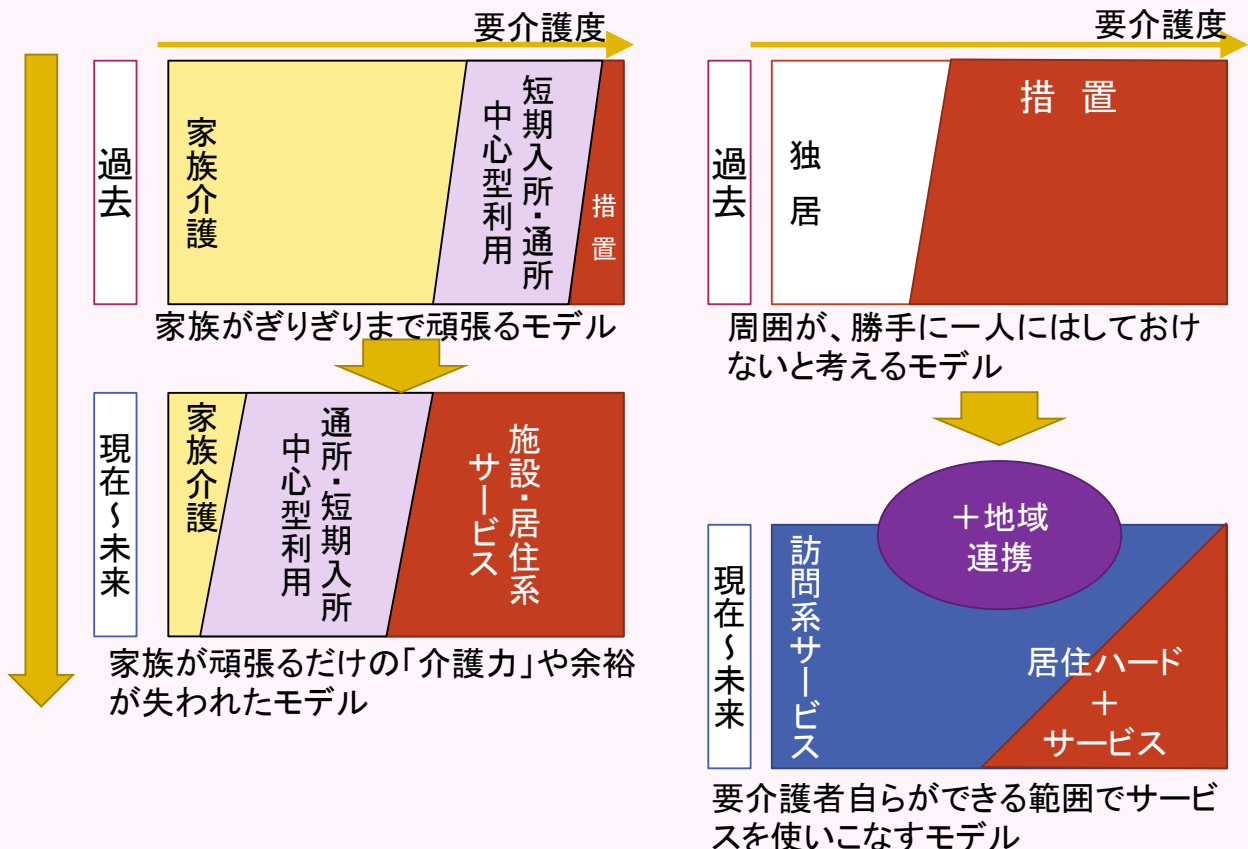 要介護度
過去
家族介護
短期入所・通所
中心型利用
措置
家族がぎりぎりまで頑張るモデル
現在~未来
家族介護
通所・短期入所
中心型利用
施設・居住系
サービス
家族が頑張るだけの「介護力」や余裕
が失われたモデル
要介護度
過去
独居
措 置
周囲が、勝手に一人にはしておけ
ないと考えるモデル
+地域
連携
現在~未来
訪問系サービス
居住ハード
+
サービス
要介護者自らができる範囲でサービ
スを使いこなすモデル